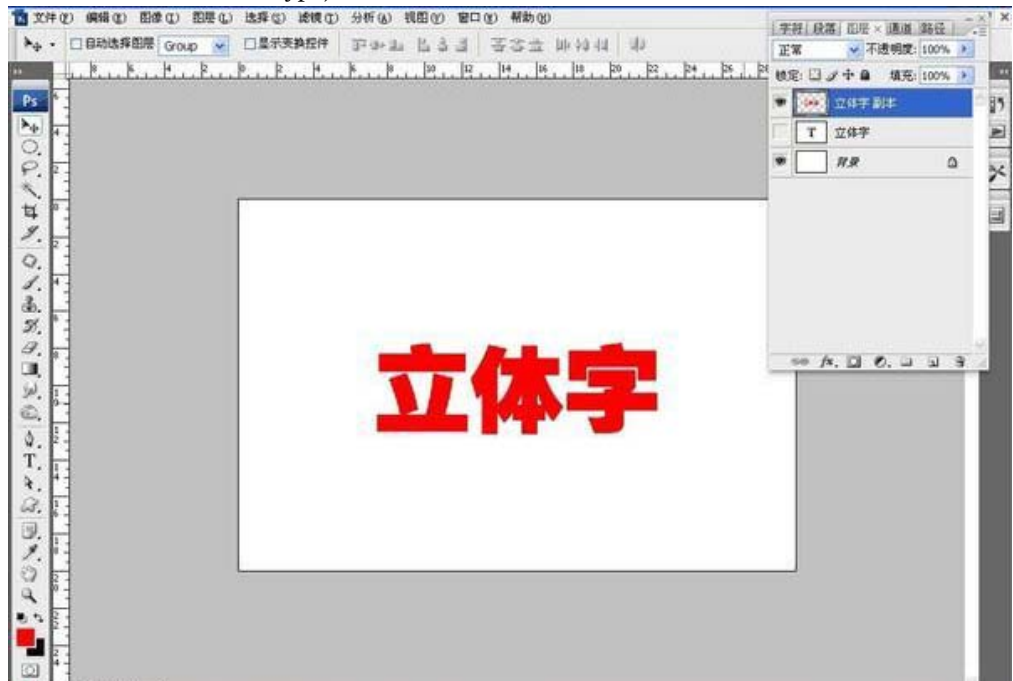 文件(F) 编辑(E) 图像(I) 图层(L) 选择(S) 滤镜(T) 分析(A) 视图(V) 窗口(W) 帮助(H)
自动选择图层 Group 显示变换控件
字符 段落 图层 × 通道 路径
正常 不透明度: 100%
锁定: 填充: 100%
立体字 副本
T 立体字
背景
Ps
立体字